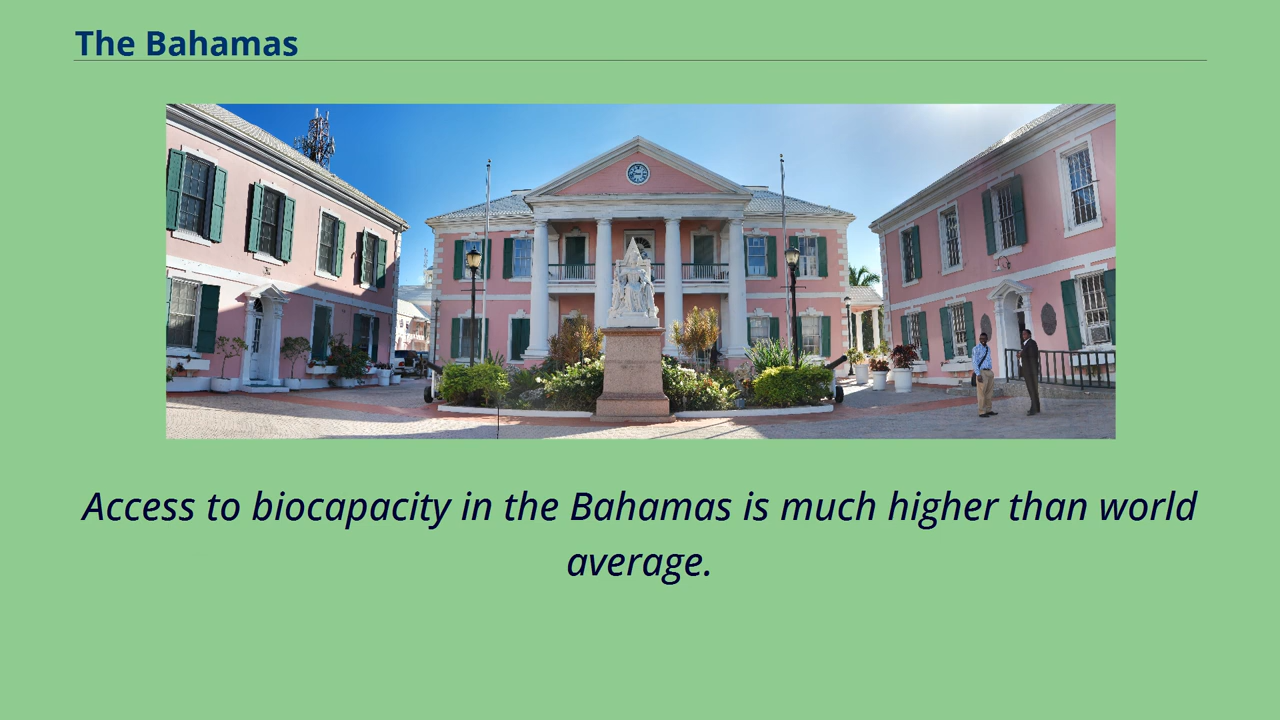 The Bahamas
Access to biocapacity in the Bahamas is much higher than world
average.